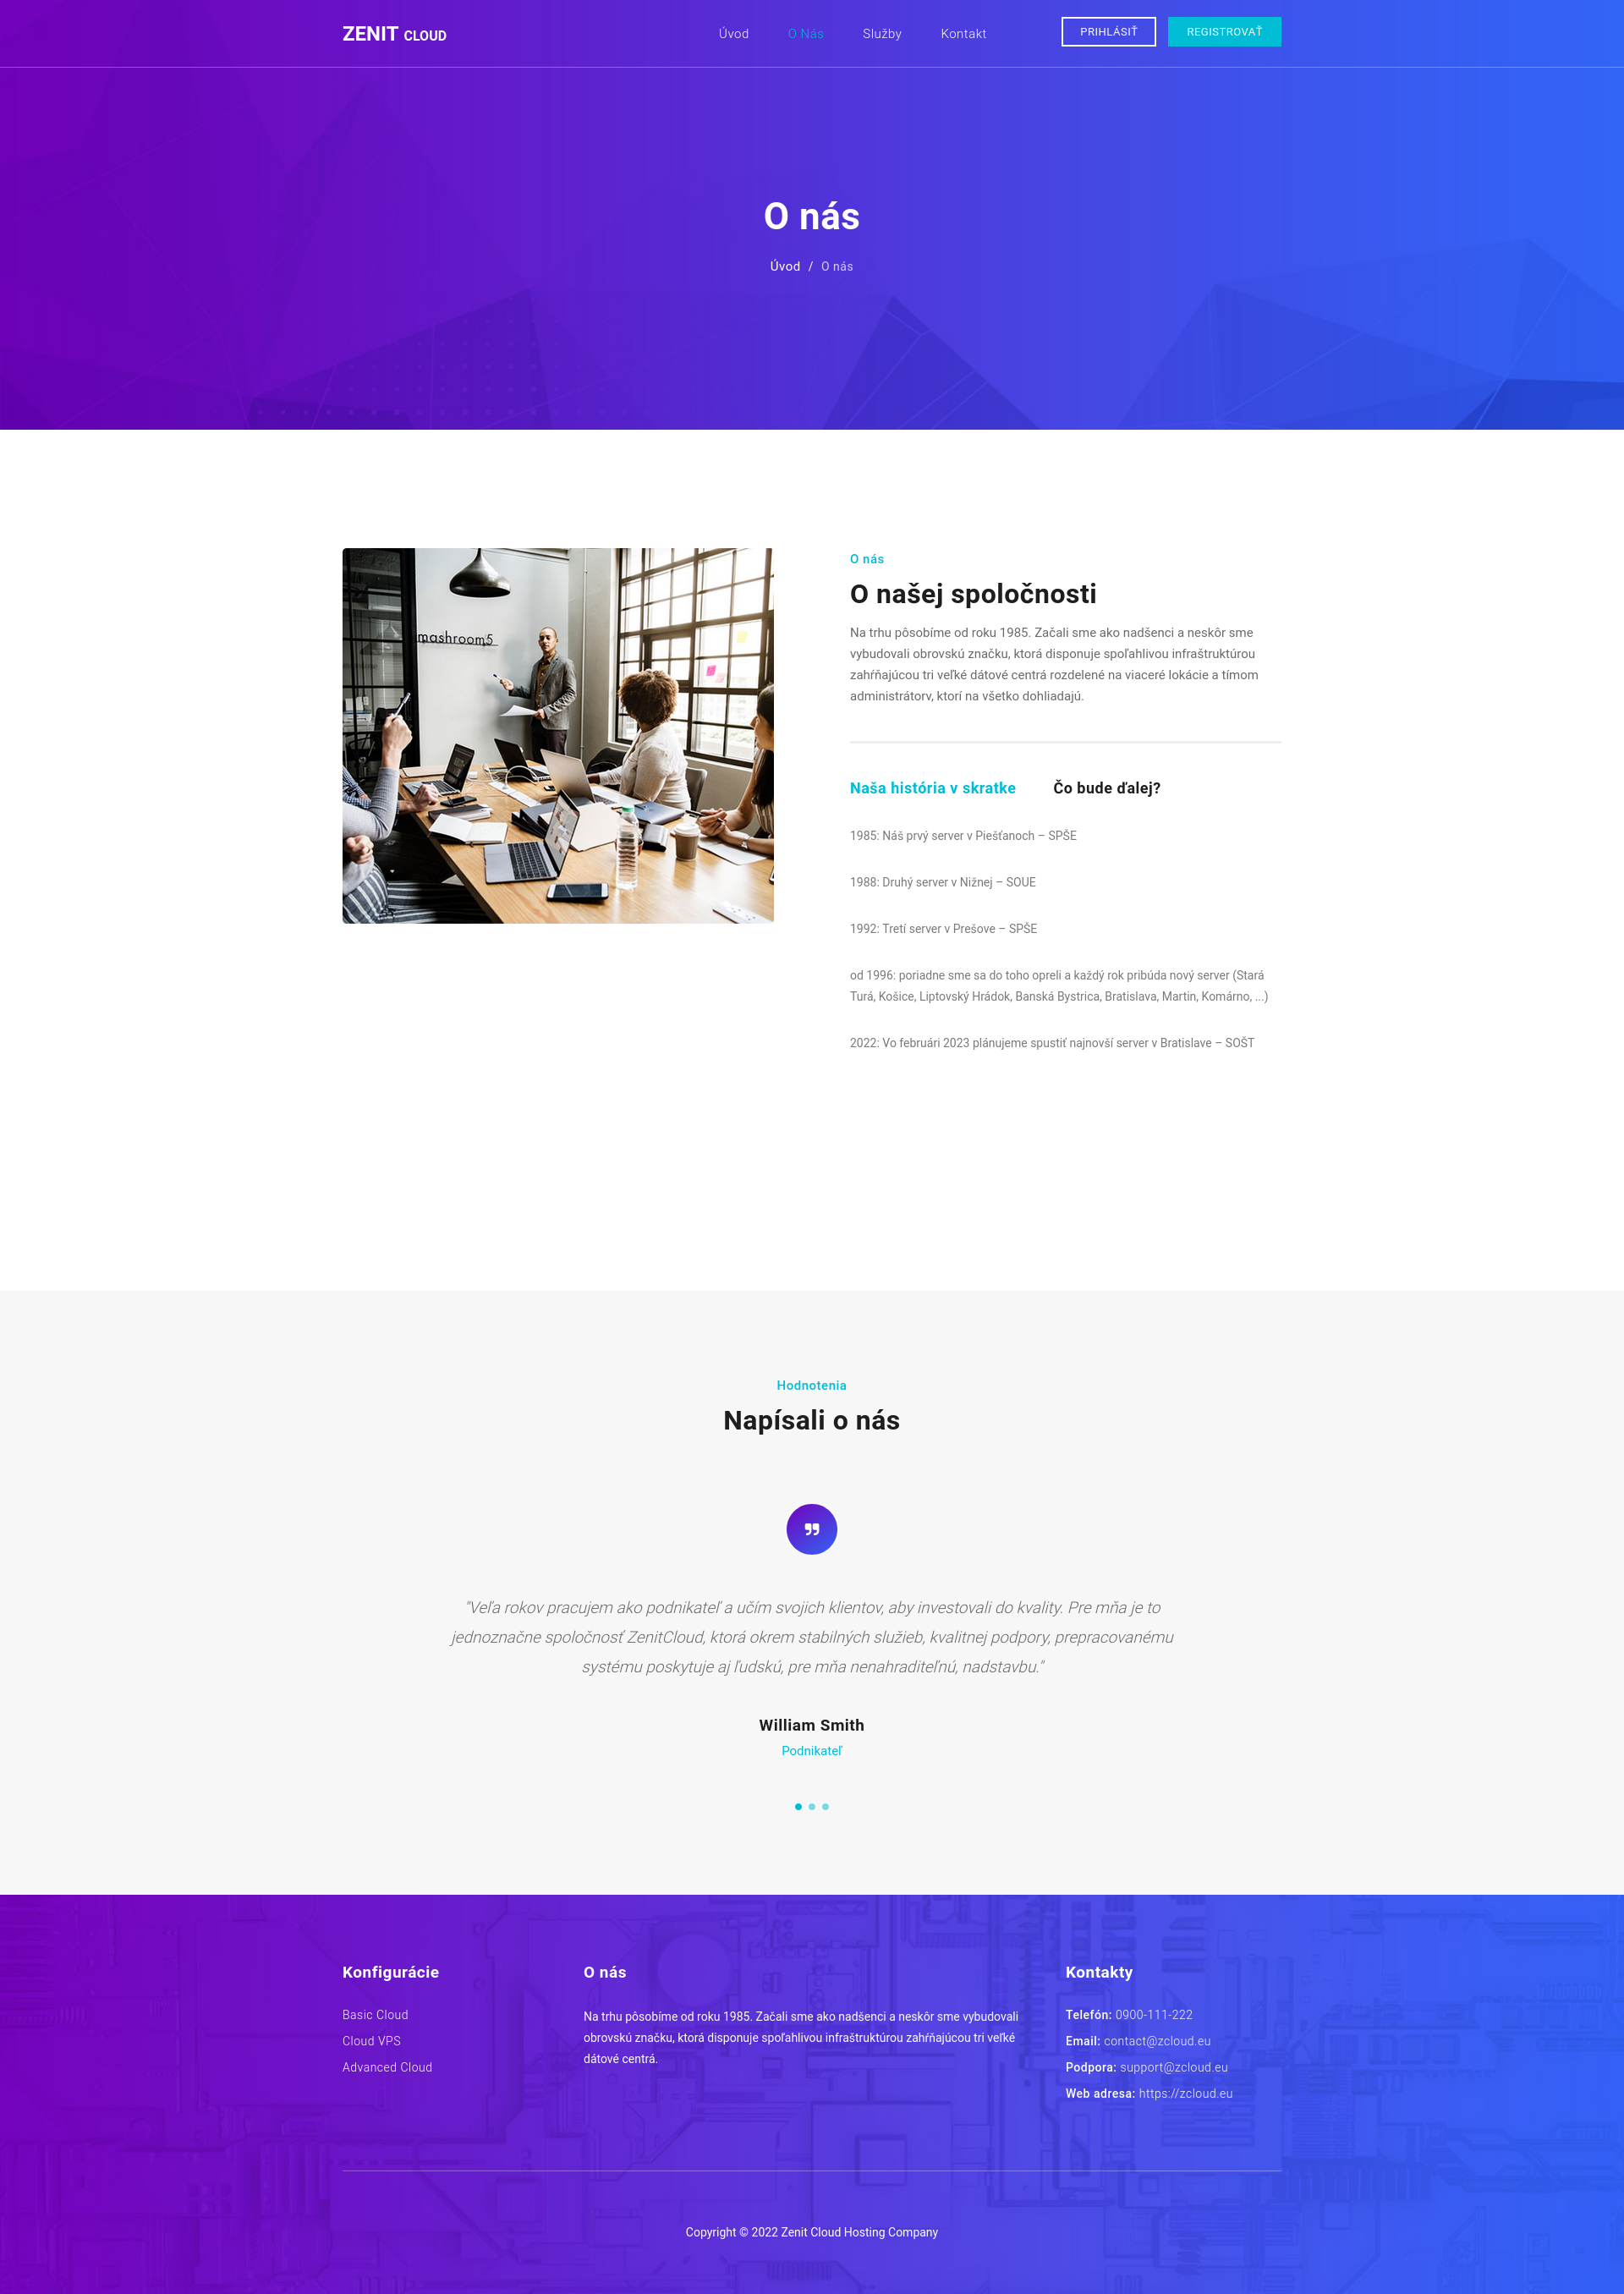 ZENIT CLOUD
Úvod
O Nás
Služby
Kontakt
PRIHLÁSIŤ
REGISTROVAŤ
O nás
Úvod / O nás
mashroom5
O nás
O našej spoločnosti
Na trhu pôsobíme od roku 1985. Začali sme ako nadšenci a neskôr sme
vybudovali obrovskú značku, ktorá disponuje spoľahlivou infraštruktúrou
zahŕňajúcou tri veľké dátové centrá rozdelené na viaceré lokácie a tímom
administrátorv, ktorí na všetko dohliadajú.
Naša história v skratke
Čo bude ďalej?
1985: Náš prvý server v Piešťanoch – SPŠE
1988: Druhý server v Nižnej – SOUE
1992: Tretí server v Prešove – SPŠE
od 1996: poriadne sme sa do toho opreli a každý rok pribúda nový server (Stará
Turá, Košice, Liptovský Hrádok, Banská Bystrica, Bratislava, Martin, Komárno, ...)
2022: Vo februári 2023 plánujeme spustiť najnovší server v Bratislave – SOŠT
Hodnotenia
Napísali o nás
"Veľa rokov pracujem ako podnikateľ a učím svojich klientov, aby investovali do kvality. Pre mňa je to
jednoznačne spoločnosť ZenitCloud, ktorá okrem stabilných služieb, kvalitnej podpory, prepracovanému
systému poskytuje aj ľudskú, pre mňa nenahraditeľnú, nadstavbu."
William Smith
Podnikateľ
Konfigurácie
Basic Cloud
Cloud VPS
Advanced Cloud
O nás
Na trhu pôsobíme od roku 1985. Začali sme ako nadšenci a neskôr sme vybudovali
obrovskú značku, ktorá disponuje spoľahlivou infraštruktúrou zahŕňajúcou tri veľké
dátové centrá.
Kontakty
Telefón: 0900-111-222
Email: contact@zcloud.eu
Podpora: support@zcloud.eu
Web adresa: https://zcloud.eu
Copyright © 2022 Zenit Cloud Hosting Company